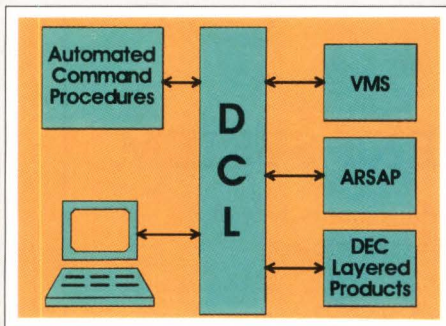 Automated
Command
Procedures
D
C
L
VMS
ARSAP
DEC
Layered
Products